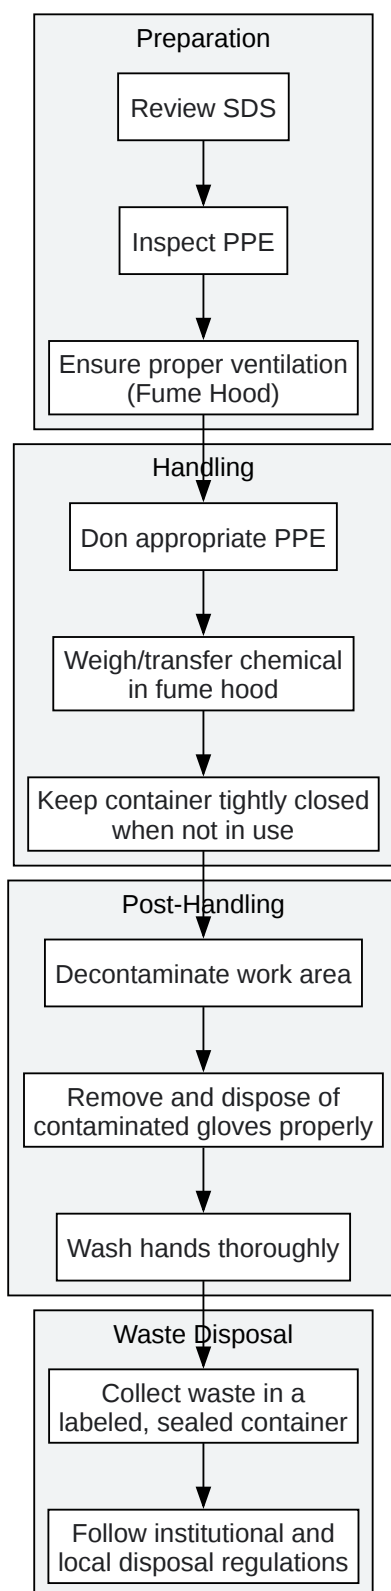 Preparation
Review SDS
Inspect PPE
Ensure proper ventilation
(Fume Hood)
Handling
Don appropriate PPE
Weigh/transfer chemical
in fume hood
Keep container tightly closed
when not in use
Post-Handling
Decontaminate work area
Remove and dispose of
contaminated gloves properly
Wash hands thoroughly
Waste Disposal
Collect waste in a
labeled, sealed container
Follow institutional and
local disposal regulations